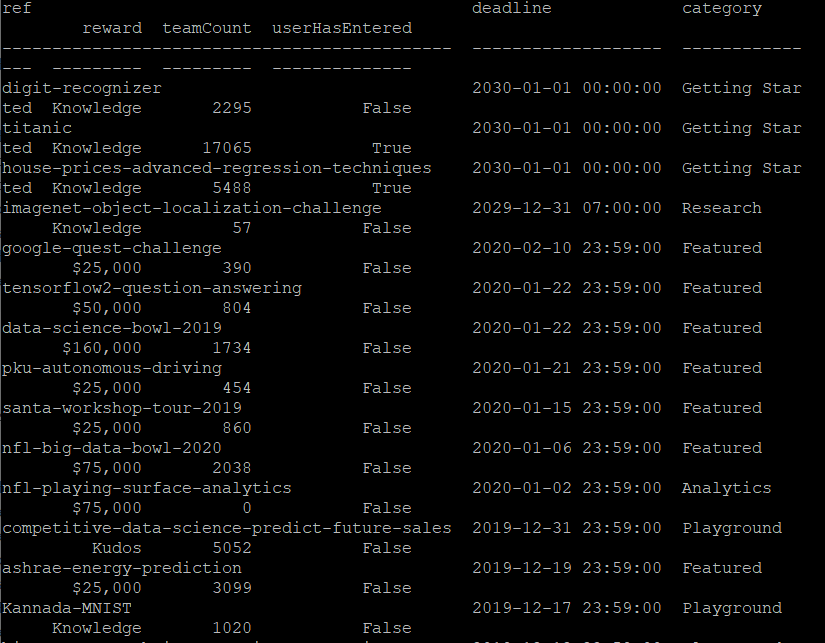 ref deadline category
reward teamCount userHasEntered
--------------------------------------------- ------------------- ------------
--- --------- --------- --------------
digit-recognizer 2030-01-01 00:00:00 Getting Star
ted Knowledge 2295 False
titanic 2030-01-01 00:00:00 Getting Star
ted Knowledge 17065 True
house-prices-advanced-regression-techniques 2030-01-01 00:00:00 Getting Star
ted Knowledge 5488 True
imagenet-object-localization-challenge 2029-12-31 07:00:00 Research
Knowledge 57 False
google-quest-challenge 2020-02-10 23:59:00 Featured
$25,000 390 False
tensorflow2-question-answering 2020-01-22 23:59:00 Featured
$50,000 804 False
data-science-bowl-2019 2020-01-22 23:59:00 Featured
$160,000 1734 False
pku-autonomous-driving 2020-01-21 23:59:00 Featured
$25,000 454 False
santa-workshop-tour-2019 2020-01-15 23:59:00 Featured
$25,000 860 False
nfl-big-data-bowl-2020 2020-01-06 23:59:00 Featured
$75,000 2038 False
nfl-playing-surface-analytics 2020-01-02 23:59:00 Analytics
$75,000 0 False
competitive-data-science-predict-future-sales 2019-12-31 23:59:00 Playground
Kudos 5052 False
ashrae-energy-prediction 2019-12-19 23:59:00 Featured
$25,000 3099 False
Kannada-MNIST 2019-12-17 23:59:00 Playground
Knowledge 1020 False